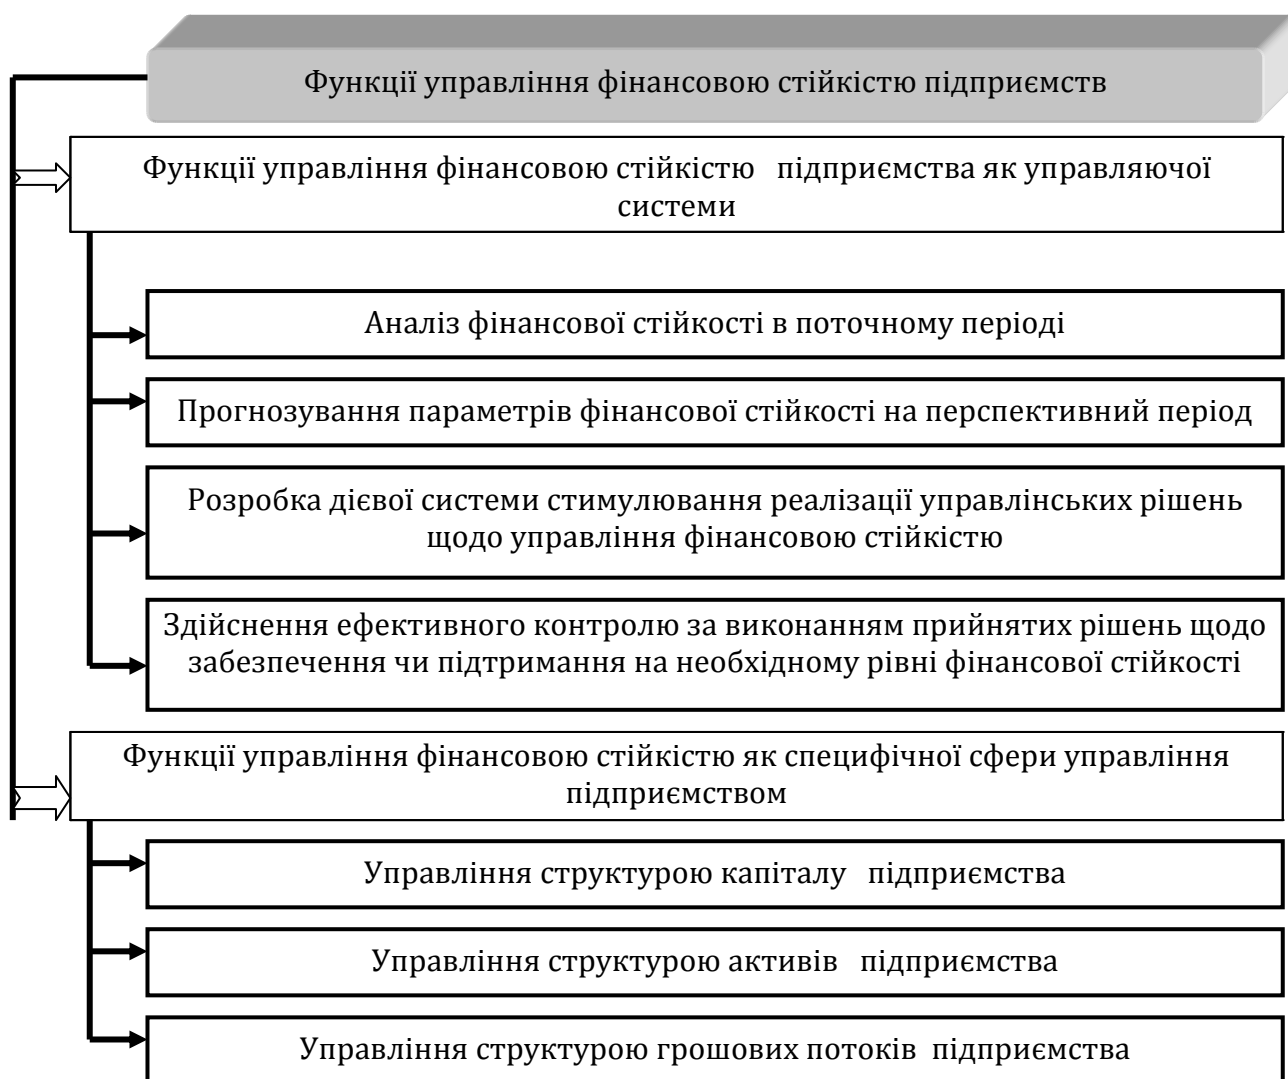 Функції управління фінансовою стійкістю підприємств
Функції управління фінансовою стійкістю підприємства як управляючої
системи
Аналіз фінансової стійкості в поточному періоді
Прогнозування параметрів фінансової стійкості на перспективний період
Розробка дієвої системи стимулювання реалізації управлінських рішень
щодо управління фінансовою стійкістю
Здійснення ефективного контролю за виконанням прийнятих рішень щодо
забезпечення чи підтримання на необхідному рівні фінансової стійкості
Функції управління фінансовою стійкістю як специфічної сфери управління
підприємством
Управління структурою капіталу підприємства
Управління структурою активів підприємства
Управління структурою грошових потоків підприємства